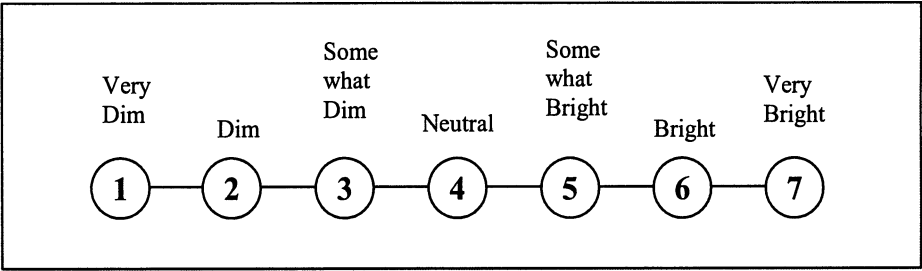 Very
Dim
Dim
Some
what
Dim
Neutral
Some
what
Bright
Bright
Very
Bright
1
2
3
4
5
6
7